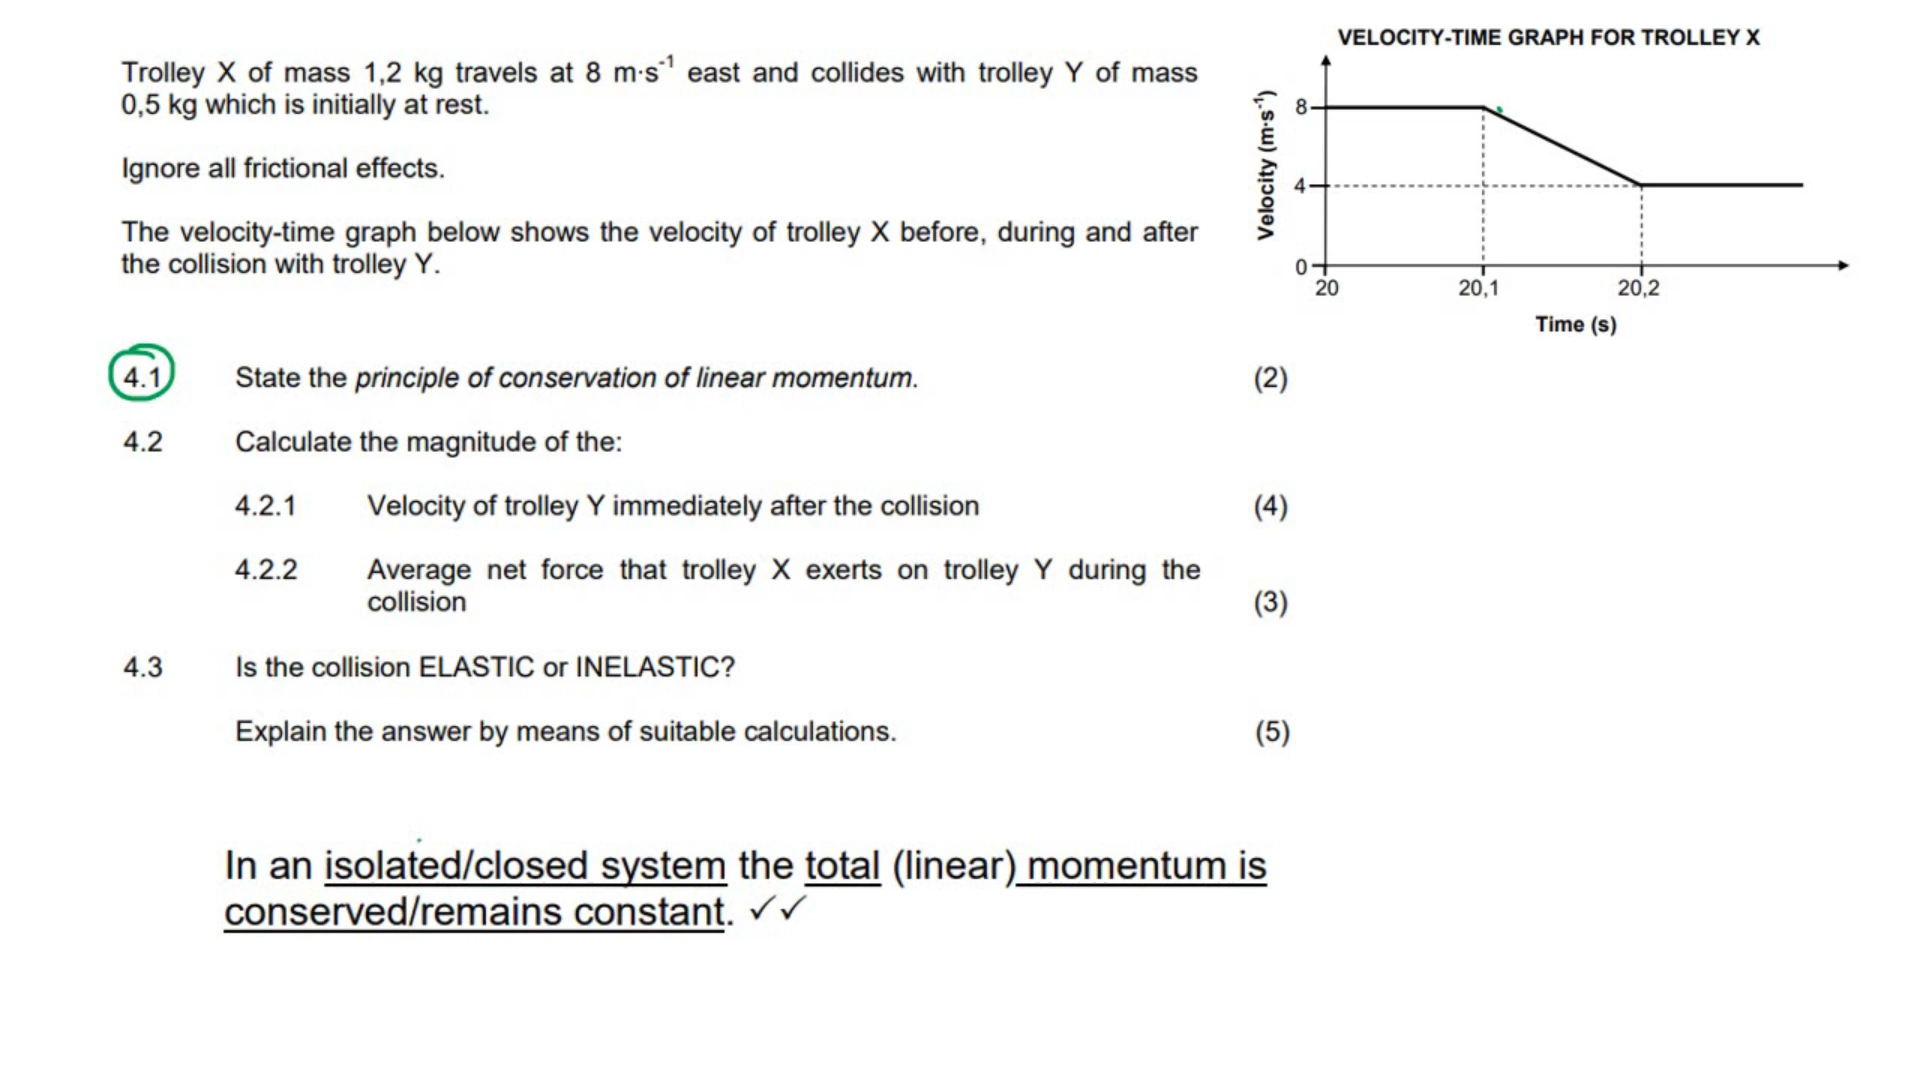 VELOCITY-TIME GRAPH FOR TROLLEY X
Trolley X of mass 1,2 kg travels at 8 m·s⁻¹ east and collides with trolley Y of mass
0,5 kg which is initially at rest.
Ignore all frictional effects.
The velocity-time graph below shows the velocity of trolley X before, during and after
the collision with trolley Y.
Velocity (m·s⁻¹)
8
4
0
20 20,1 20,2
Time (s)
4.1 State the principle of conservation of linear momentum. (2)
4.2 Calculate the magnitude of the:
4.2.1 Velocity of trolley Y immediately after the collision (4)
4.2.2 Average net force that trolley X exerts on trolley Y during the
collision (3)
4.3 Is the collision ELASTIC or INELASTIC?
Explain the answer by means of suitable calculations. (5)
In an isolated/closed system the total (linear) momentum is
conserved/remains constant. ✓✓